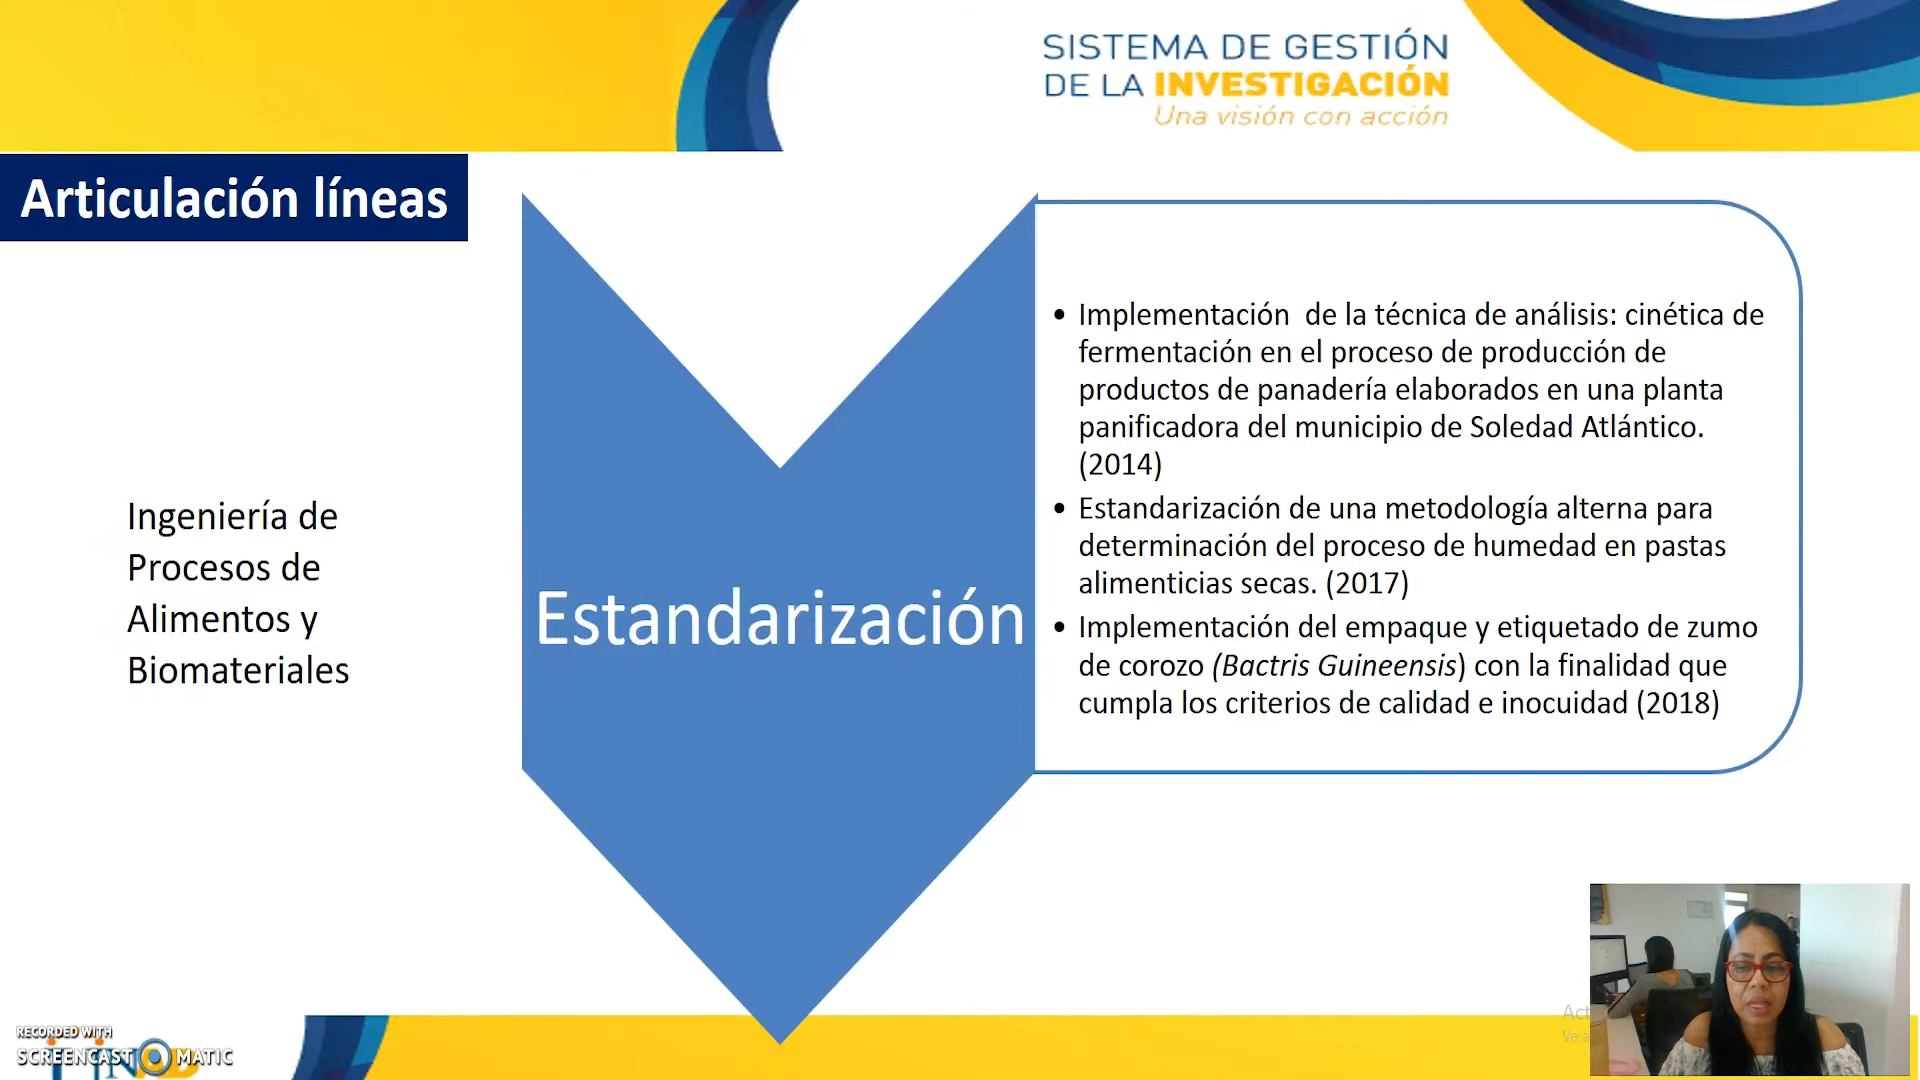 SISTEMA DE GESTIÓN
DE LA INVESTIGACIÓN
Una visión con acción
Articulación líneas
Ingeniería de
Procesos de
Alimentos y
Biomateriales
Estandarización
• Implementación de la técnica de análisis: cinética de
fermentación en el proceso de producción de
productos de panadería elaborados en una planta
panificadora del municipio de Soledad Atlántico.
(2014)
• Estandarización de una metodología alterna para
determinación del proceso de humedad en pastas
alimenticias secas. (2017)
• Implementación del empaque y etiquetado de zumo
de corozo (Bactris Guineensis) con la finalidad que
cumpla los criterios de calidad e inocuidad (2018)
RECORDED WITH
SCREENCAST MATIC